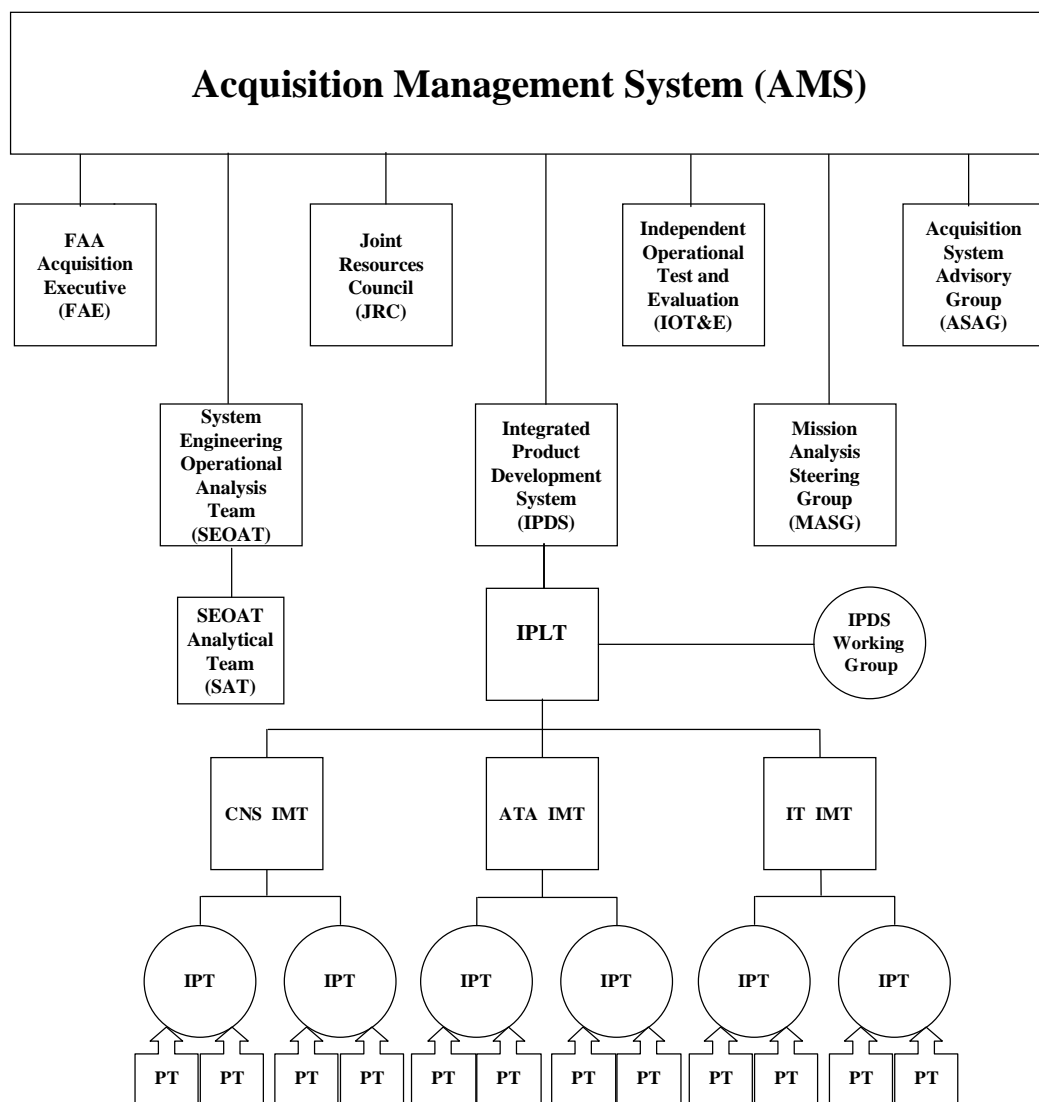 Acquisition Management System (AMS)
FAA
Acquisition
Executive
(FAE)
Joint
Resources
Council
(JRC)
Independent
Operational
Test and
Evaluation
(IOT&E)
Acquisition
System
Advisory
Group
(ASAG)
System
Engineering
Operational
Analysis
Team
(SEOAT)
Integrated
Product
Development
System
(IPDS)
Mission
Analysis
Steering
Group
(MASG)
SEOAT
Analytical
Team
(SAT)
IPLT
IPDS
Working
Group
CNS IMT
ATA IMT
IT IMT
IPT
IPT
IPT
IPT
IPT
IPT
PT
PT
PT
PT
PT
PT
PT
PT
PT
PT
PT
PT